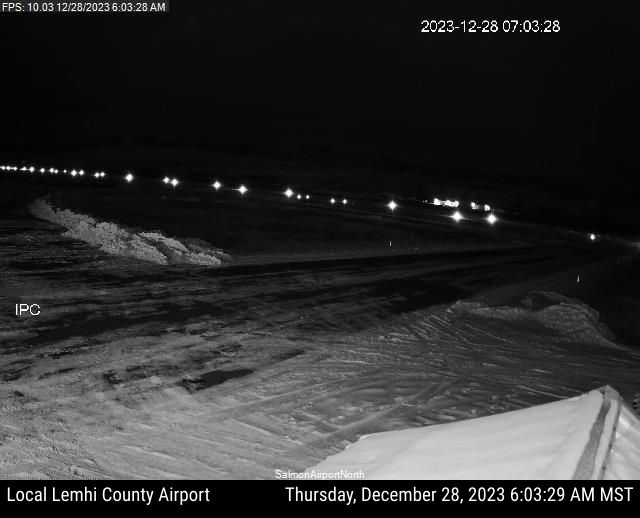 FPS: 10.03 12/28/2023 6:03:28 AM
2023-12-28 07:03:28
IPC
SalmonAirportNorth
Local Lemhi County Airport Thursday, December 28, 2023 6:03:29 AM MST